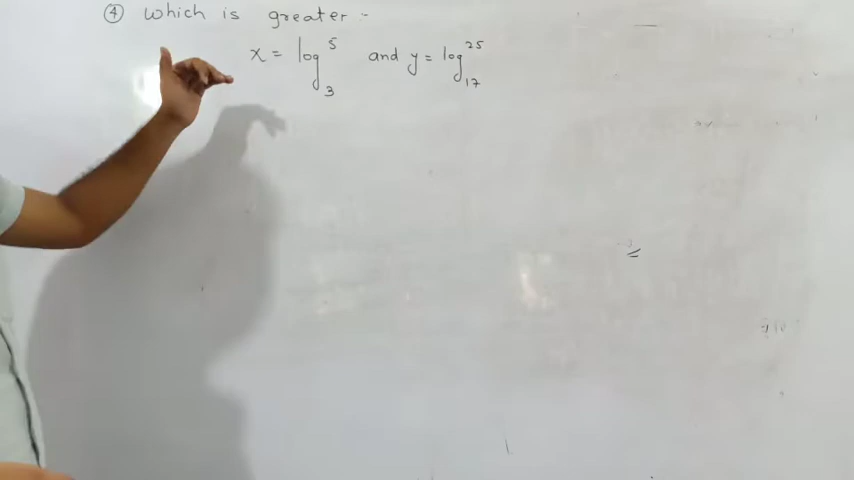 ④ Which is greater -
x = log₃⁵ and y = log₁₇²⁵